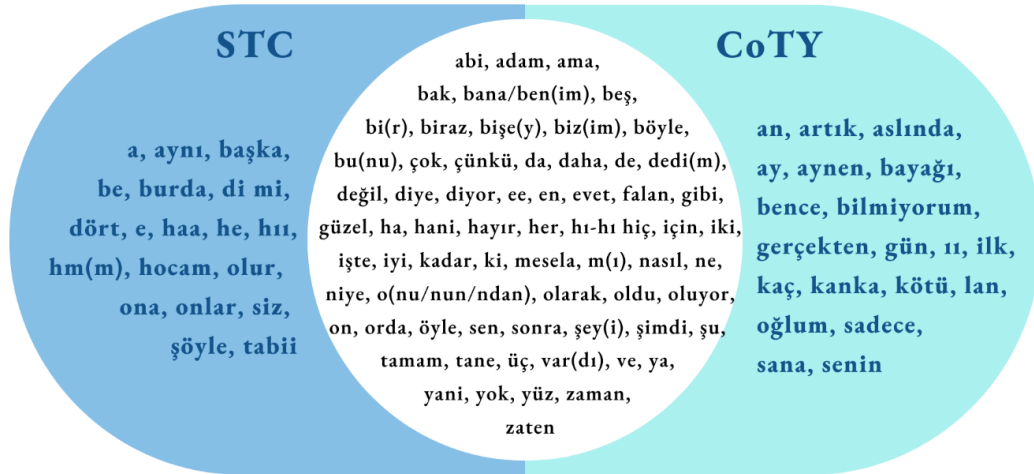 STC
a, aynı, başka,
be, burda, di mi,
dört, e, haa, he, hıı,
hm(m), hocam, olur,
ona, onlar, siz,
şöyle, tabii
abi, adam, ama,
bak, bana/ben(im), beş,
bi(r), biraz, bişe(y), biz(im), böyle,
bu(nu), çok, çünkü, da, daha, de, dedi(m),
değil, diye, diyor, ee, en, evet, falan, gibi,
güzel, ha, hani, hayır, her, hı-hı hiç, için, iki,
işte, iyi, kadar, ki, mesela, m(ı), nasıl, ne,
niye, o(nu/nun/ndan), olarak, oldu, oluyor,
on, orda, öyle, sen, sonra, şey(i), şimdi, şu,
tamam, tane, üç, var(dı), ve, ya,
yani, yok, yüz, zaman,
zaten
CoTY
an, artık, aslında,
ay, aynen, bayağı,
bence, bilmiyorum,
gerçekten, gün, ıı, ilk,
kaç, kanka, kötü, lan,
oğlum, sadece,
sana, senin